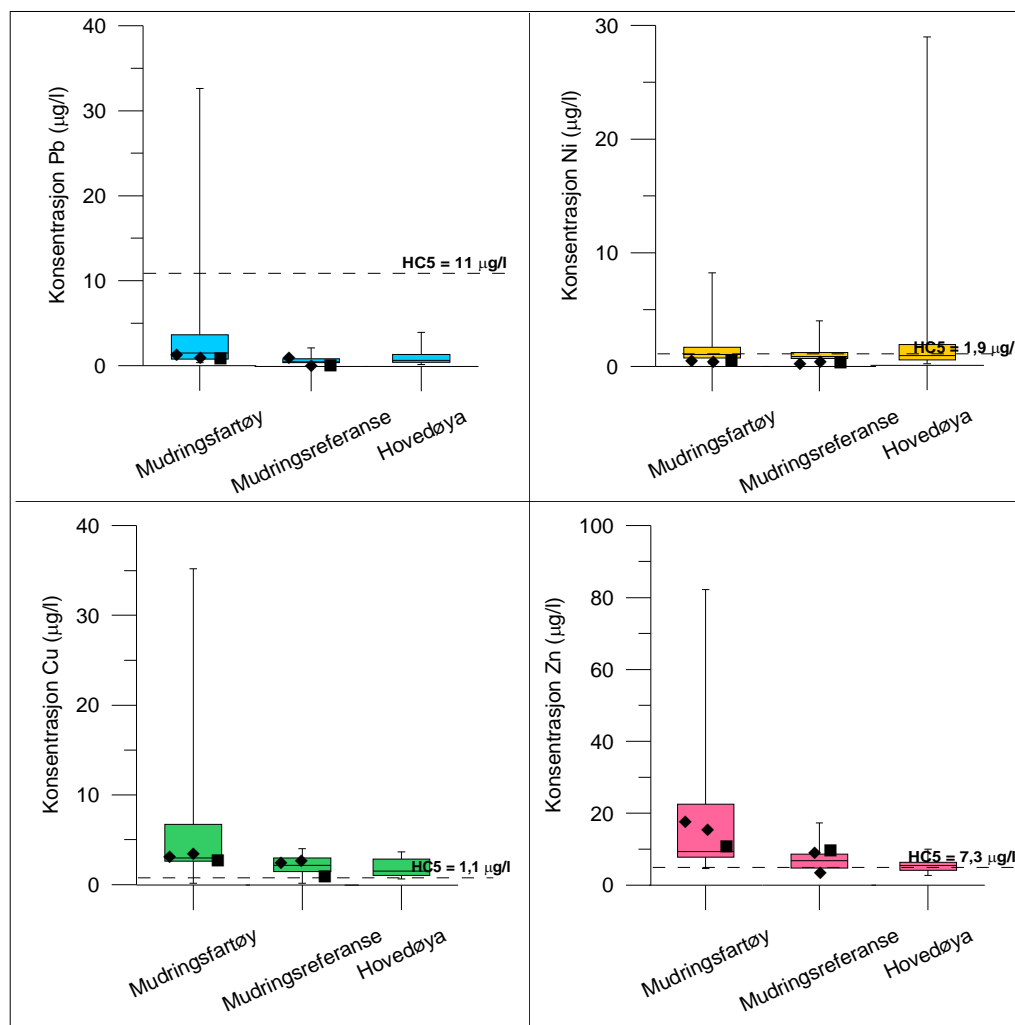 40
30
20
10
0
Konsentrasjon Pb (µg/l)
HC5 = 11 µg/l
Mudringsfartøy
Mudringsreferanse
Hovedøya
30
20
10
0
Konsentrasjon Ni (µg/l)
HC5 = 1,9 µg/l
Mudringsfartøy
Mudringsreferanse
Hovedøya
40
30
20
10
0
Konsentrasjon Cu (µg/l)
HC5 = 1,1 µg/l
Mudringsfartøy
Mudringsreferanse
Hovedøya
100
80
60
40
20
0
Konsentrasjon Zn (µg/l)
HC5 = 7,3 µg/l
Mudringsfartøy
Mudringsreferanse
Hovedøya